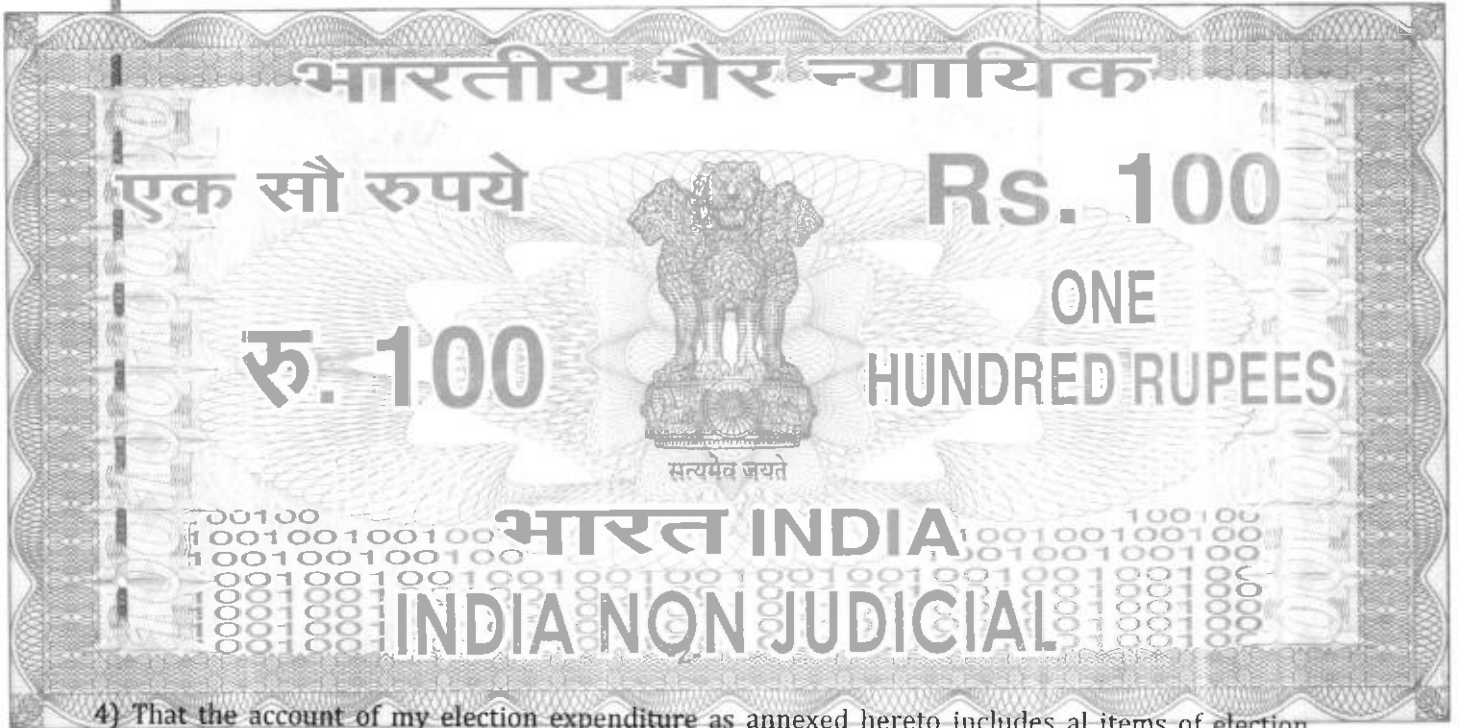 भारतीय गैर न्यायिक
एक सौ रुपये
Rs. 100
रु. 100
ONE
HUNDRED RUPEES
सत्यमेव जयते
भारत INDIA
INDIA NON JUDICIAL
4) That the account of my election expenditure as annexed hereto includes al items of election